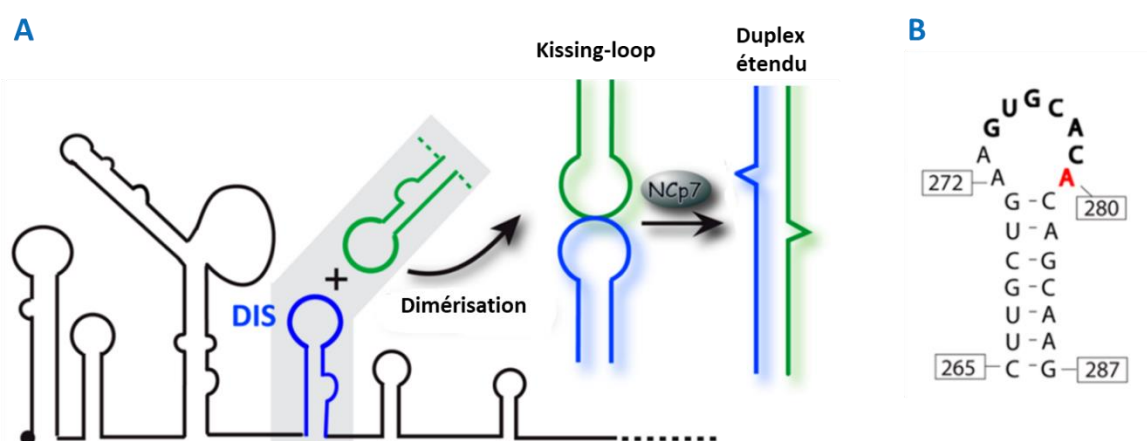 A
B
Kissing-loop
Duplex
étendu
NCp7
+
DIS
Dimérisation
G U G C A C A
A
272 A
280
G - C
U A
C - G
G - C
U A
U - A
265 C - G 287